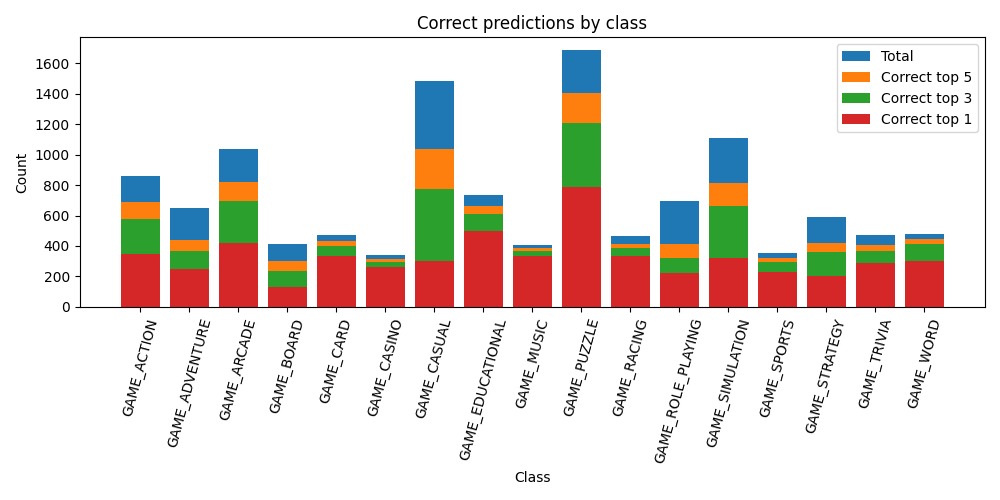 Correct predictions by class
Total
Correct top 5
Correct top 3
Correct top 1
Count
1600
1400
1200
1000
800
600
400
200
0
GAME_ACTION
GAME_ADVENTURE
GAME_ARCADE
GAME_BOARD
GAME_CARD
GAME_CASINO
GAME_CASUAL
GAME_EDUCATIONAL
GAME_MUSIC
GAME_PUZZLE
GAME_RACING
GAME_ROLE_PLAYING
GAME_SIMULATION
GAME_SPORTS
GAME_STRATEGY
GAME_TRIVIA
GAME_WORD
Class